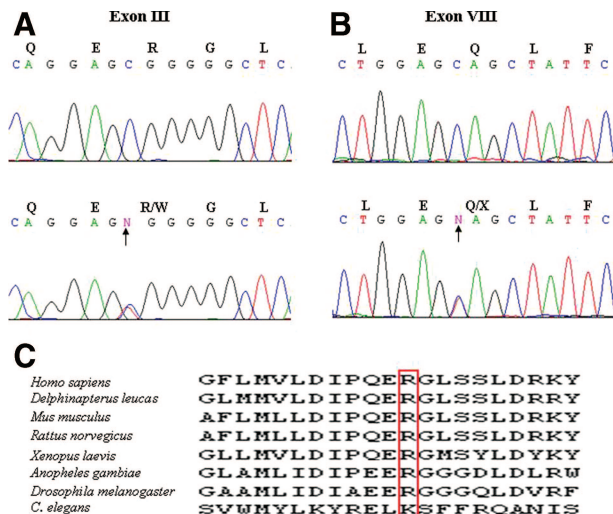 A
Exon III
Q E R G L
C A G G A G C G G G G G C T C
Q E R/W G L
C A G G A G N G G G G G C T C
B
Exon VIII
L E Q L F
C T G G A G C A G C T A T T C
L E Q/X L F
C T G G A G N A G C T A T T C
C
Homo sapiens GFLMVLDIPQERGLSSLDRKY
Delphinapterus leucas GLMMVLDIPQERGLSSLDRRY
Mus musculus AFLMLLDIPQERGLSSLDRKY
Rattus norvegicus AFLMLLDIPQERGLSSLDRKY
Xenopus laevis GLLMVLDIPQERGMSYLDRKY
Anopheles gambiae GLAMLIDIPEERGGGDLDLRW
Drosophila melanogaster GAAMLIDIAEERGGGQLDVRF
C. elegans SVWMYLKYRELKSFFRQANIS